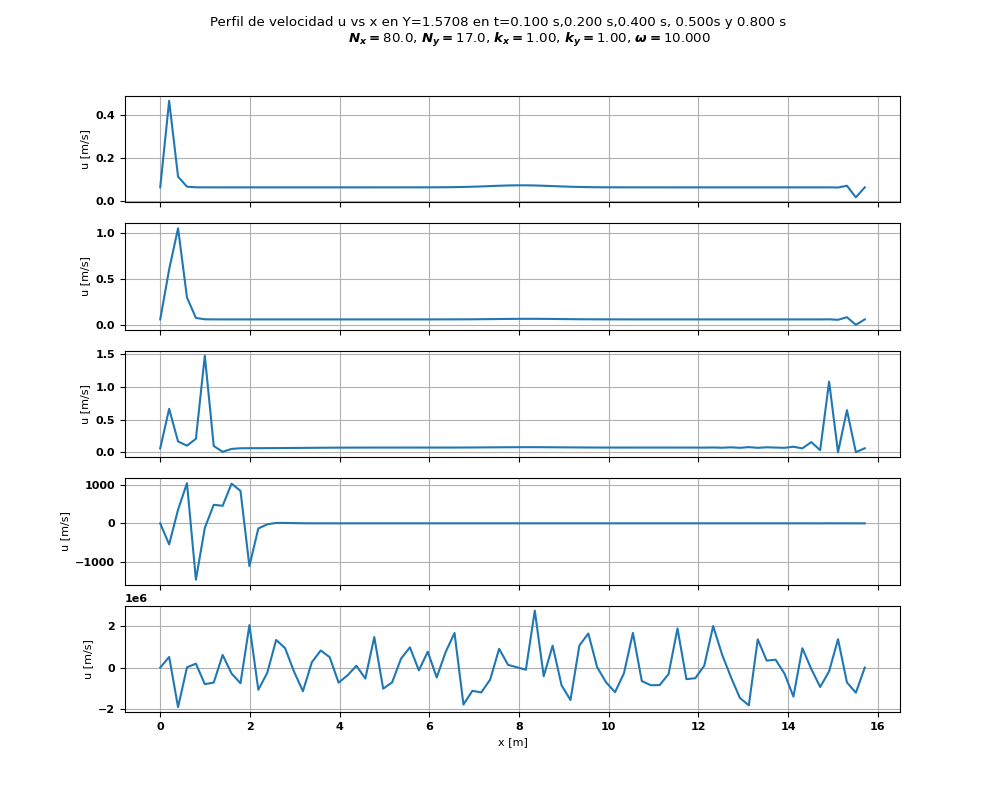 Perfil de velocidad u vs x en Y=1.5708 en t=0.100 s,0.200 s,0.400 s, 0.500s y 0.800 s
N_x = 80.0, N_y = 17.0, k_x = 1.00, k_y = 1.00, ω = 10.000
0.4
0.2
0.0
u [m/s]
1.0
0.5
0.0
u [m/s]
1.5
1.0
0.5
0.0
u [m/s]
1000
0
−1000
u [m/s]
1e6
2
0
−2
u [m/s]
0 2 4 6 8 10 12 14 16
x [m]